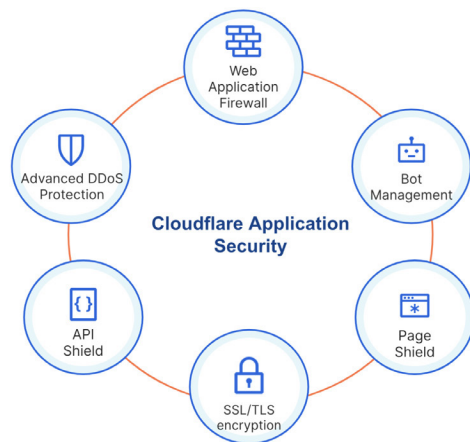 Web
Application
Firewall
Advanced DDoS
Protection
Bot
Management
Cloudflare Application
Security
{ }
API
Shield
*
Page
Shield
SSL/TLS
encryption